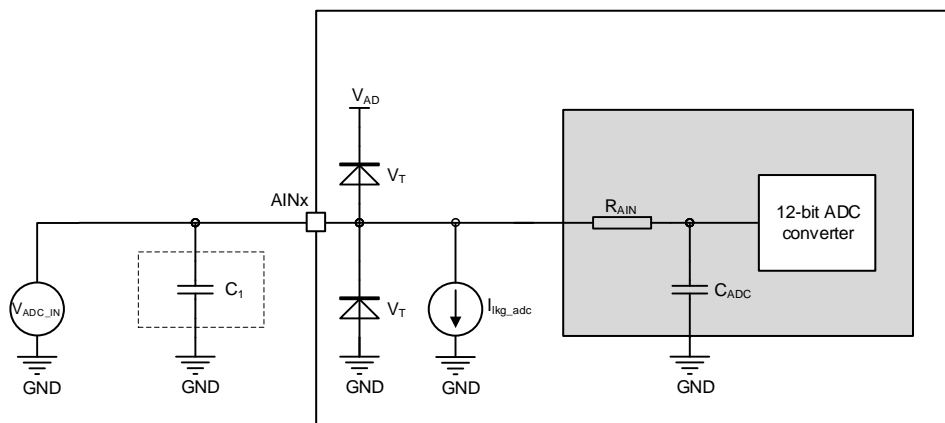 V_AD
V_T
AINx
R_AIN
12-bit ADC
converter
V_ADC_IN
C_1
V_T
I_lkg_adc
C_ADC
GND
GND
GND
GND
GND